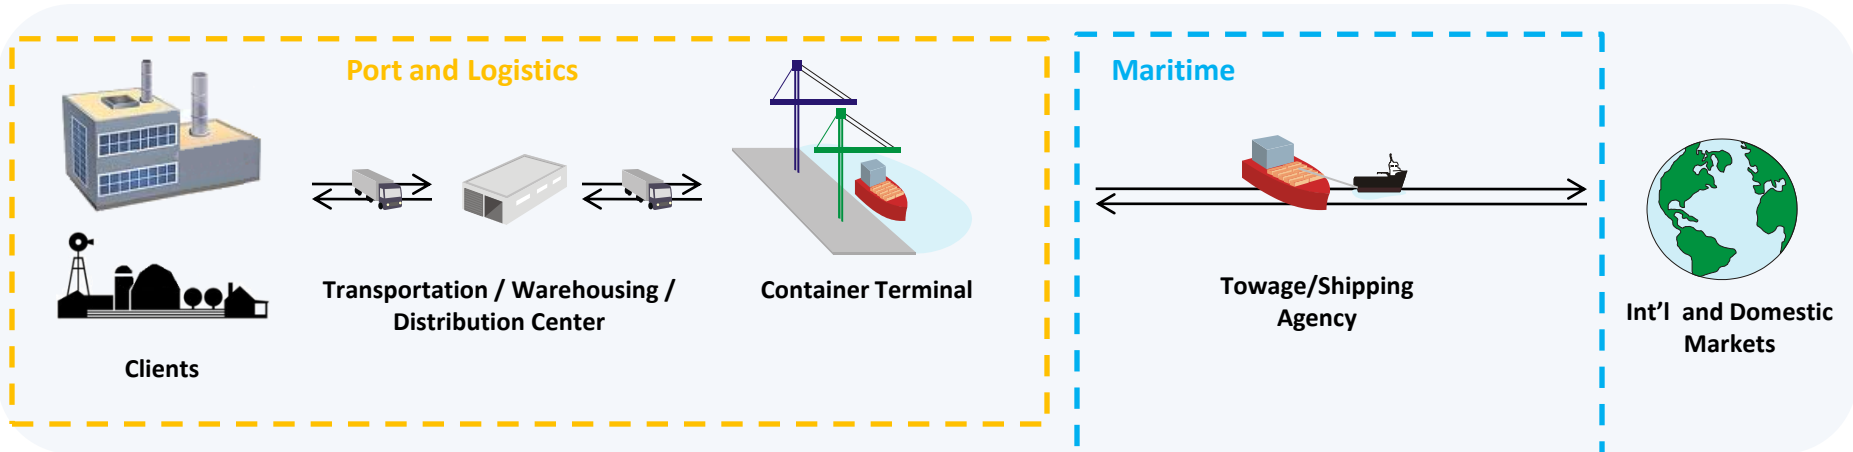 Port and Logistics
Maritime
Transportation / Warehousing /
Distribution Center
Container Terminal
Towage/Shipping
Agency
Int'l  and Domestic
Markets
Clients